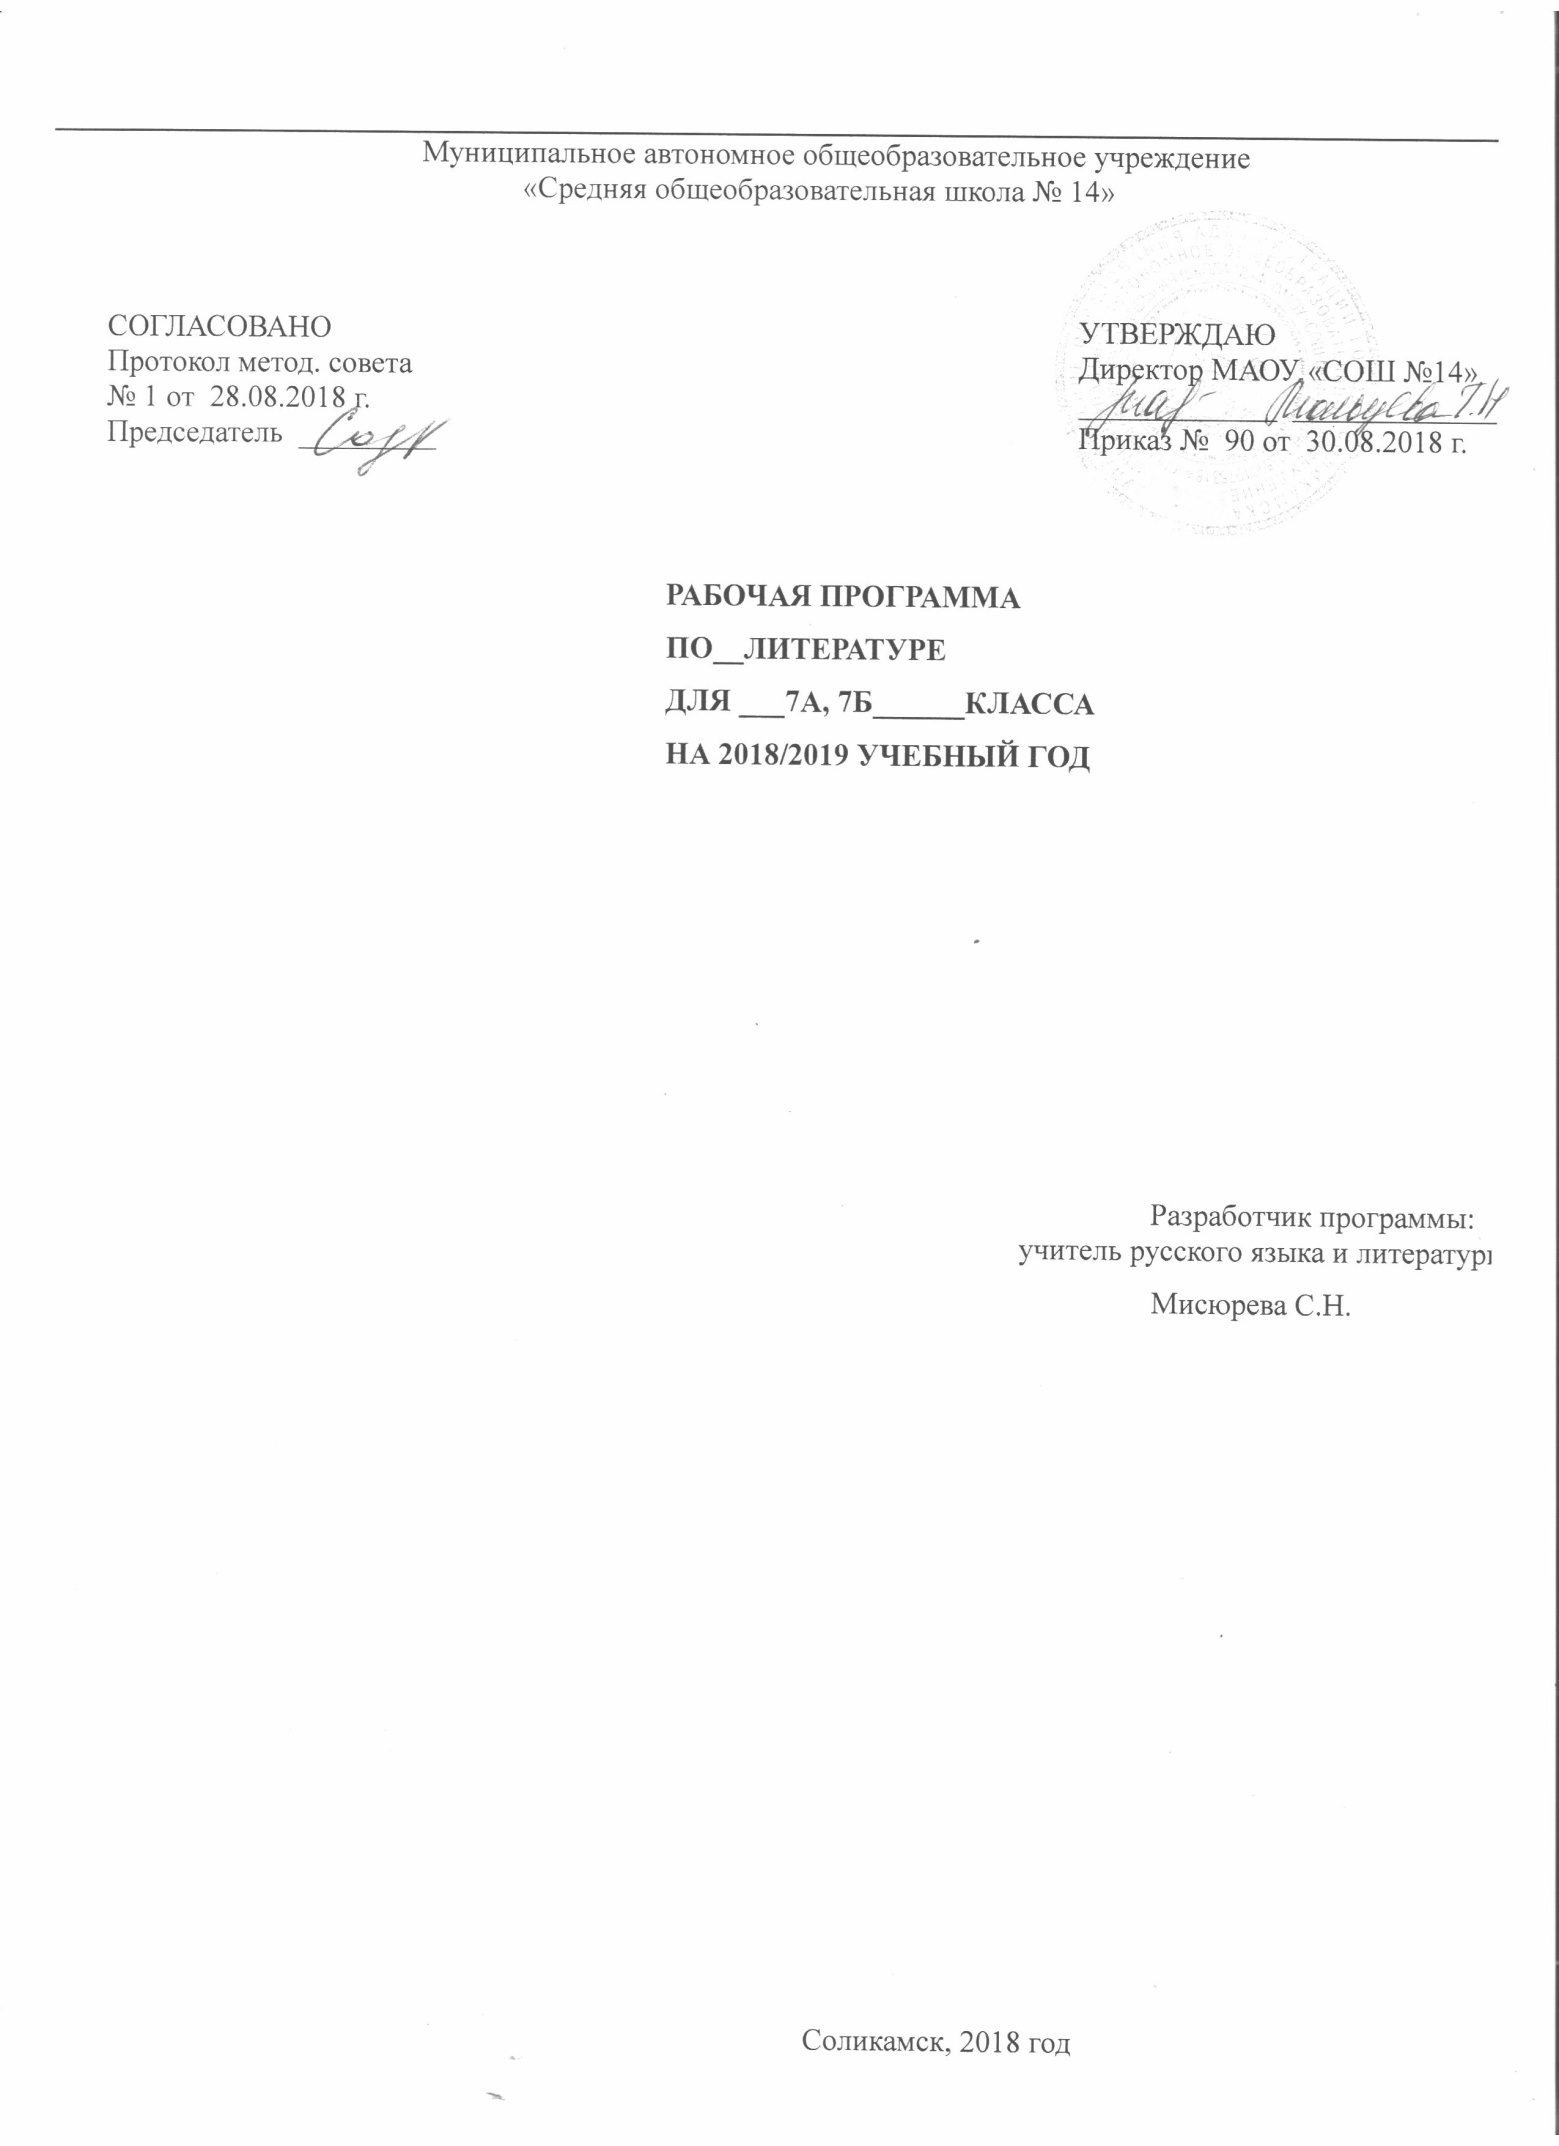 Муниципальное автономное общеобразовательное учреждение
«Средняя общеобразовательная школа № 14»
СОГЛАСОВАНО
Протокол метод. совета
№ 1 от 28.08.2018 г.
Председатель
УТВЕРЖДАЮ
Директор МАОУ «СОШ №14»
Т.Н
Приказ № 90 от 30.08.2018 г.
РАБОЧАЯ ПРОГРАММА
ПО__ЛИТЕРАТУРЕ
ДЛЯ ___7А, 7Б______КЛАССА
НА 2018/2019 УЧЕБНЫЙ ГОД
Разработчик программы:
учитель русского языка и литератур
Мисюрева С.Н.
Соликамск, 2018 год